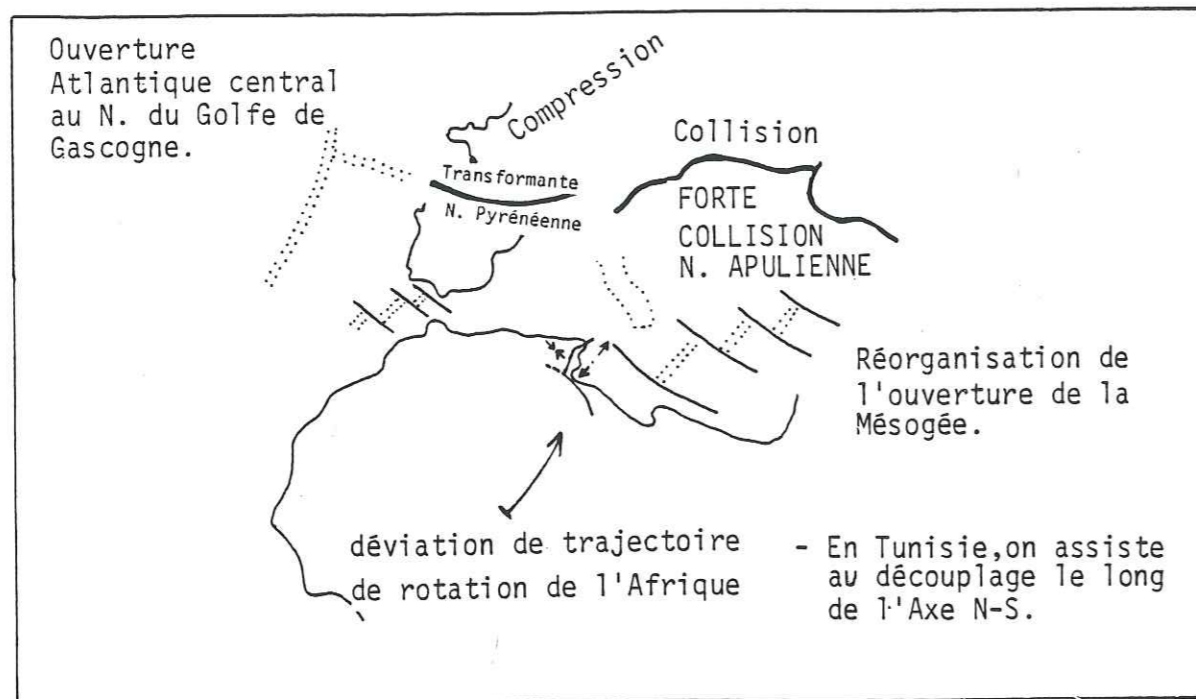 Ouverture
Atlantique central
au N. du Golfe de
Gascogne.
Compression
Collision
Transformante
N. Pyrénéenne
FORTE
COLLISION
N. APULIENNE
Réorganisation de
l'ouverture de la
Mésogée.
déviation de trajectoire
de rotation de l'Afrique
- En Tunisie,on assiste
au découplage le long
de l'Axe N-S.